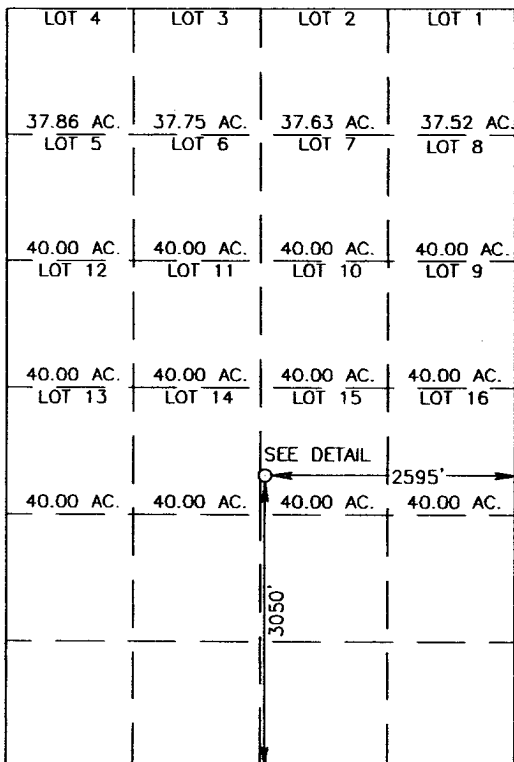 LOT 4 LOT 3 LOT 2 LOT 1
37.86 AC. 37.75 AC. 37.63 AC. 37.52 AC.
LOT 5 LOT 6 LOT 7 LOT 8
40.00 AC. 40.00 AC. 40.00 AC. 40.00 AC.
LOT 12 LOT 11 LOT 10 LOT 9
40.00 AC. 40.00 AC. 40.00 AC. 40.00 AC.
LOT 13 LOT 14 LOT 15 LOT 16
SEE DETAIL
2595'
40.00 AC. 40.00 AC. 40.00 AC. 40.00 AC.
3050'